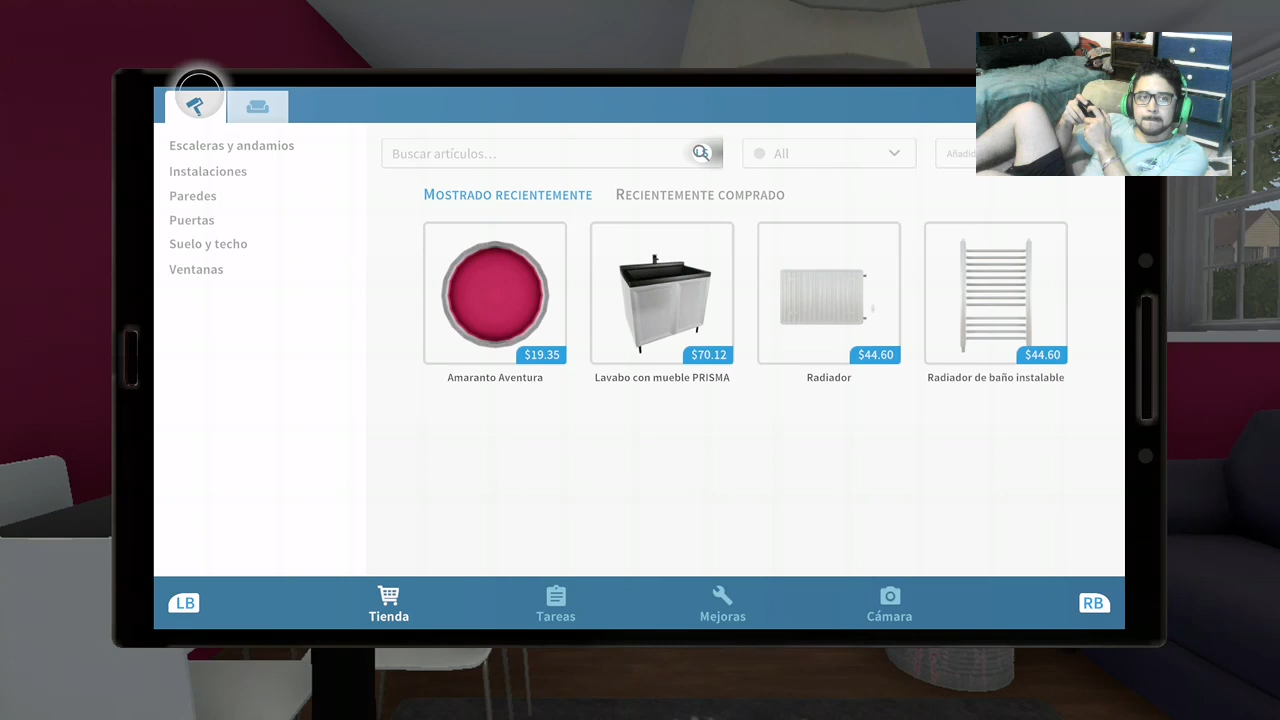 Escaleras y andamios
Instalaciones
Paredes
Puertas
Suelo y techo
Ventanas
Buscar artículos...
LS
All
Añadid
MOSTRADO RECIENTEMENTE
RECIENTEMENTE COMPRADO
$19.35
$70.12
$44.60
$44.60
Amaranto Aventura
Lavabo con mueble PRISMA
Radiador
Radiador de baño instalable
LB
Tienda
Tareas
Mejoras
Cámara
RB